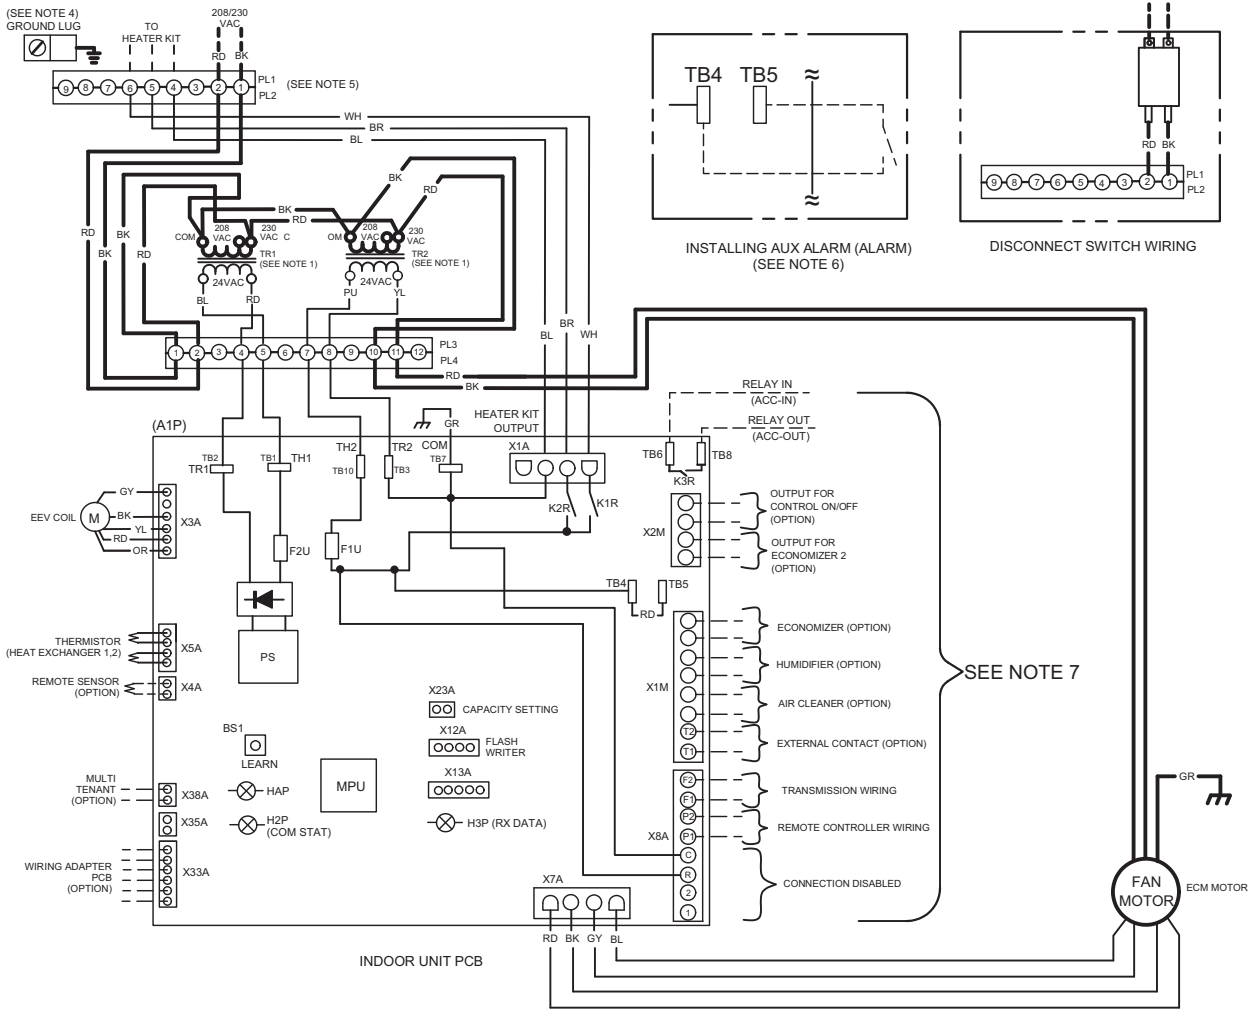 (SEE NOTE 4)
GROUND LUG
TO
HEATER KIT
208/230
VAC
RD BK
9 8 7 6 5 4 3 2 1
PL1
PL2
(SEE NOTE 5)
WH
BR
BL
RD
BK
BK
RD
BK
RD
BK
RD
COM
208
VAC
230
VAC C
TR1
(SEE NOTE 1)
24VAC
BL
RD
OM
208
VAC
230
VAC
TR2
(SEE NOTE 1)
24VAC
PU
YL
BL
BR
WH
1 2 3 4 5 6 7 8 9 10 11 12
PL3
PL4
RD
BK
TB4 TB5
INSTALLING AUX ALARM (ALARM)
(SEE NOTE 6)
RD BK
9 8 7 6 5 4 3 2 1
PL1
PL2
DISCONNECT SWITCH WIRING
(A1P)
TB2
TR1
TB1
TH1
TH2
TB10
TR2
TB3
COM
TB7
GR
HEATER KIT
OUTPUT
X1A
K2R
K1R
RELAY IN
(ACC-IN)
RELAY OUT
(ACC-OUT)
TB6
TB8
K3R
EEV COIL
M
GY
BK
YL
RD
OR
X3A
F2U
F1U
PS
X2M
OUTPUT FOR
CONTROL ON/OFF
(OPTION)
OUTPUT FOR
ECONOMIZER 2
(OPTION)
TB4
TB5
RD
THERMISTOR
(HEAT EXCHANGER 1,2)
X5A
REMOTE SENSOR
(OPTION)
X4A
X1M
ECONOMIZER (OPTION)
HUMIDIFIER (OPTION)
AIR CLEANER (OPTION)
T2
T1
EXTERNAL CONTACT (OPTION)
SEE NOTE 7
X23A
CAPACITY SETTING
X12A
FLASH
WRITER
X13A
H3P (RX DATA)
BS1
LEARN
HAP
H2P
(COM STAT)
MPU
MULTI
TENANT
(OPTION)
X38A
X35A
WIRING ADAPTER
PCB
(OPTION)
X33A
X8A
F2
F1
P2
P1
C
R
2
1
TRANSMISSION WIRING
REMOTE CONTROLLER WIRING
CONNECTION DISABLED
GR
FAN
MOTOR
ECM MOTOR
X7A
RD BK GY BL
INDOOR UNIT PCB